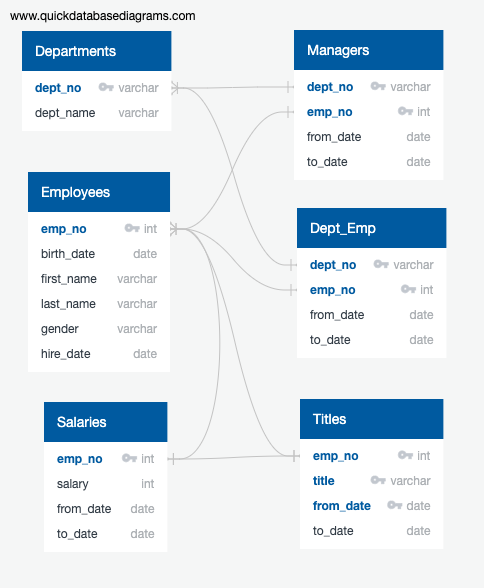 www.quickdatabasediagrams.com
Departments
dept_no varchar
dept_name varchar
Managers
dept_no varchar
emp_no int
from_date date
to_date date
Employees
emp_no int
birth_date date
first_name varchar
last_name varchar
gender varchar
hire_date date
Dept_Emp
dept_no varchar
emp_no int
from_date date
to_date date
Salaries
emp_no int
salary int
from_date date
to_date date
Titles
emp_no int
title varchar
from_date date
to_date date